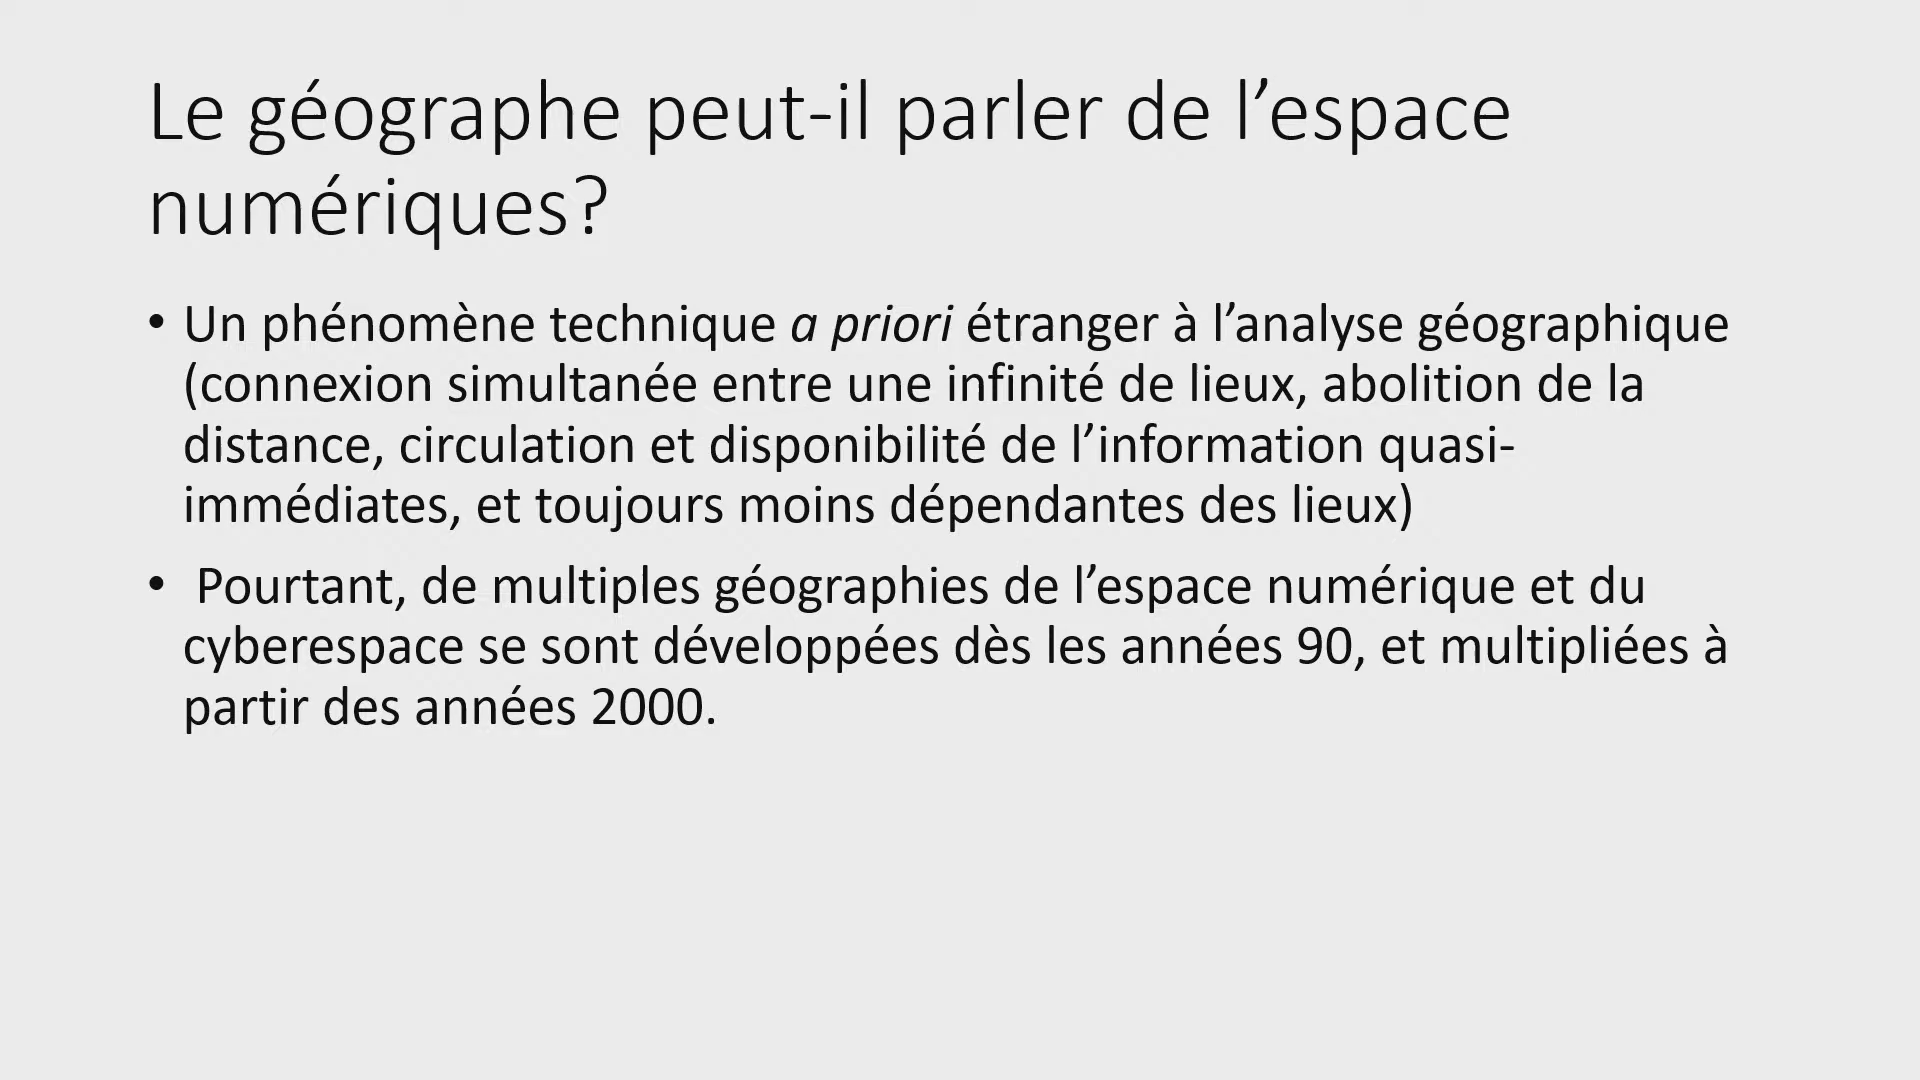 Le géographe peut-il parler de l’espace
numériques?
• Un phénomène technique a priori étranger à l’analyse géographique
(connexion simultanée entre une infinité de lieux, abolition de la
distance, circulation et disponibilité de l’information quasi-
immédiates, et toujours moins dépendantes des lieux)
• Pourtant, de multiples géographies de l’espace numérique et du
cyberespace se sont développées dès les années 90, et multipliées à
partir des années 2000.